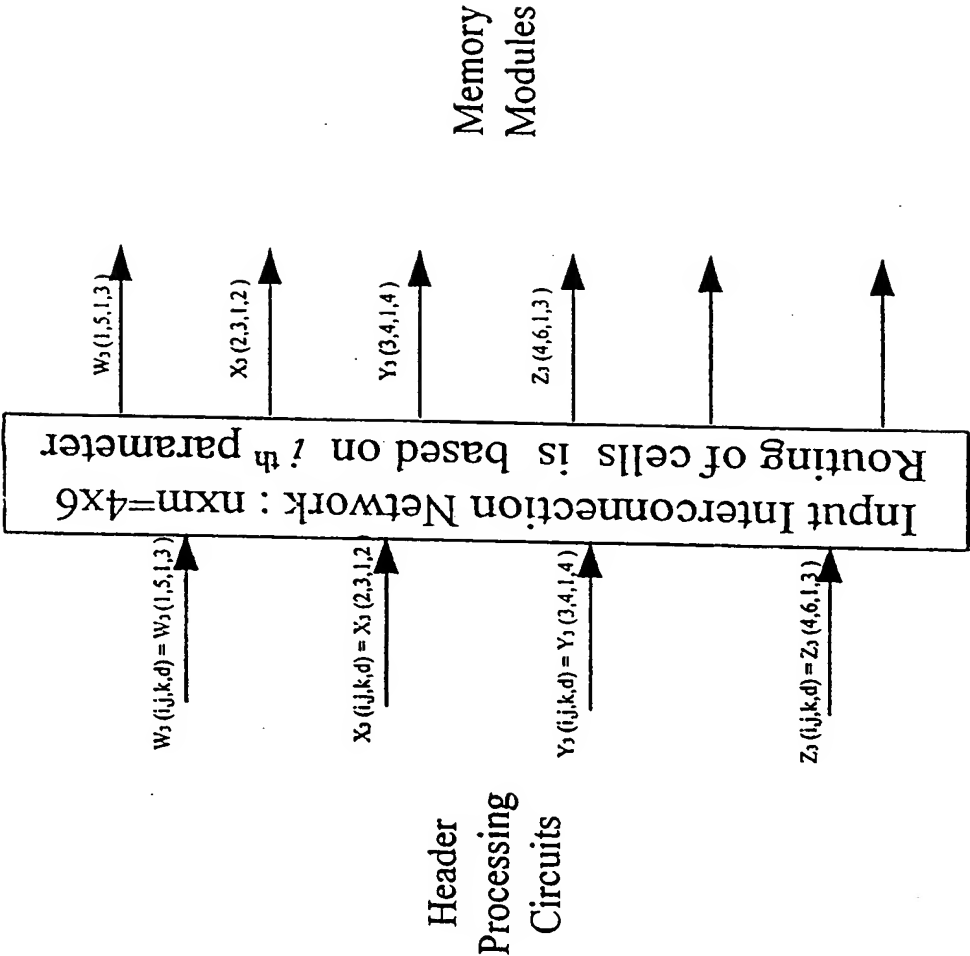 Header
Processing
Circuits
W₃ (i,j,k,d) = W₃ (1,5,1,3)
X₃ (i,j,k,d) = X₃ (2,3,1,2
Y₃ (i,j,k,d) = Y₃ (3,4,1,4)
Z₃ (i,j,k,d) = Z₃ (4,6,1,3)
Input Interconnection Network : nxm=4x6
Routing of cells is based on i th parameter
W₃ (1,5,1,3)
X₃ (2,3,1,2)
Y₃ (3,4,1,4)
Z₃ (4,6,1,3)
Memory
Modules